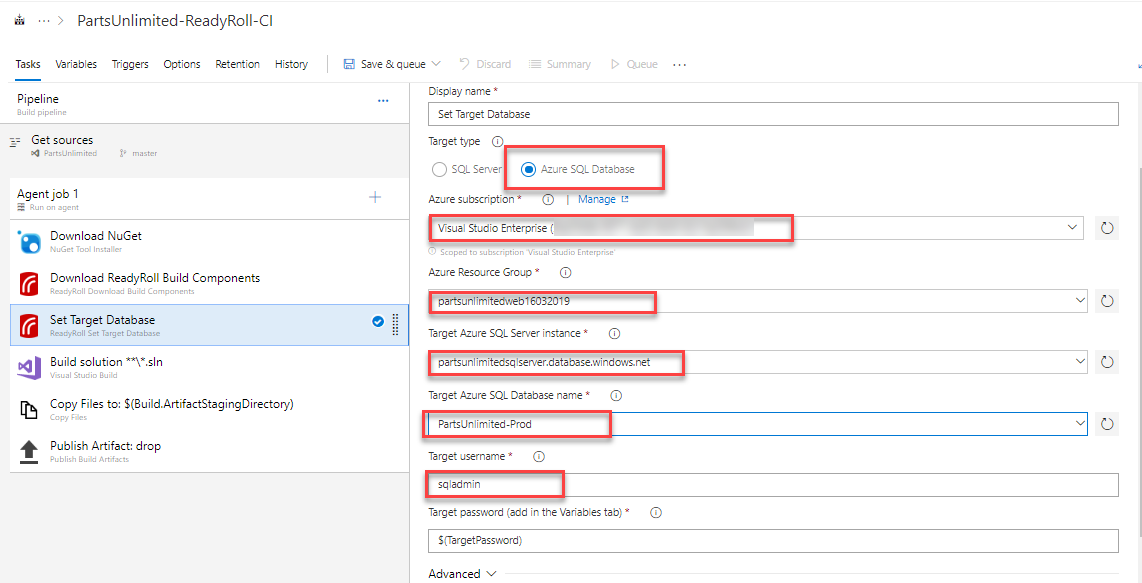 ··· > PartsUnlimited-ReadyRoll-CI
Tasks Variables Triggers Options Retention History Save & queue Discard Summary Queue ···
Pipeline ···
Build pipeline
Get sources
PartsUnlimited master
Agent job 1 +
Run on agent
Download NuGet
NuGet Tool Installer
Download ReadyRoll Build Components
ReadyRoll Download Build Components
Set Target Database
ReadyRoll Set Target Database
Build solution **\*.sln
Visual Studio Build
Copy Files to: $(Build.ArtifactStagingDirectory)
Copy Files
Publish Artifact: drop
Publish Build Artifacts
Display name *
Set Target Database
Target type
SQL Server Azure SQL Database
Azure subscription * | Manage
Visual Studio Enterprise (
Scoped to subscription 'Visual Studio Enterprise'
Azure Resource Group *
partsunlimitedweb16032019
Target Azure SQL Server instance *
partsunlimitedsqlserver.database.windows.net
Target Azure SQL Database name *
PartsUnlimited-Prod
Target username *
sqladmin
Target password (add in the Variables tab) *
$(TargetPassword)
Advanced